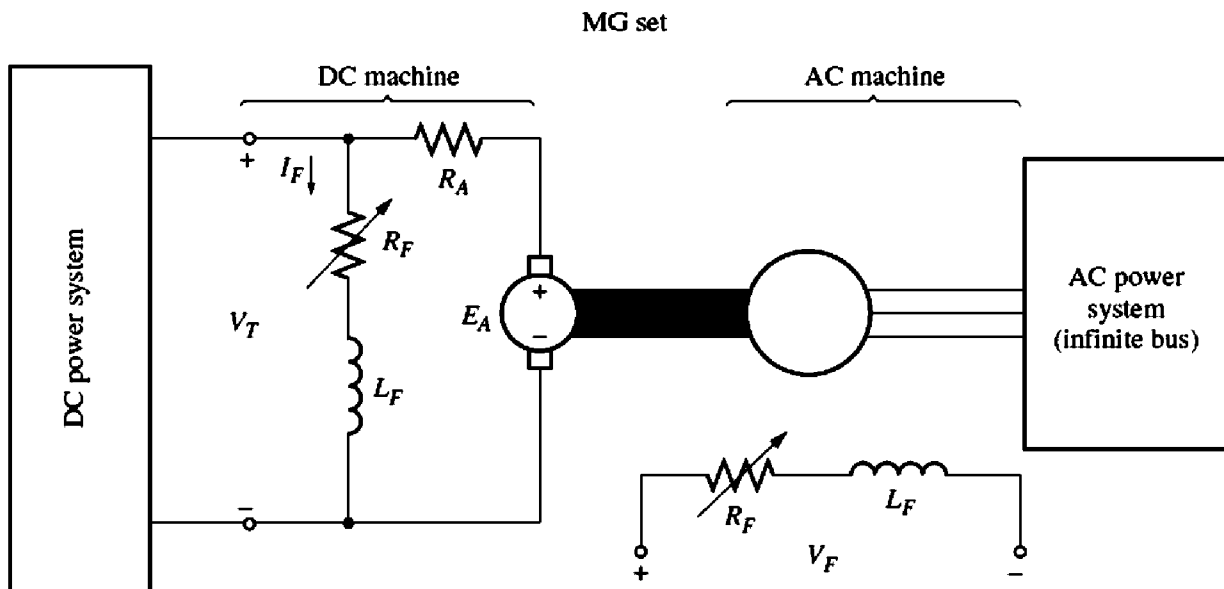 MG set
DC machine
AC machine
DC power system
+
I_F
R_A
R_F
V_T
L_F
–
E_A
+
–
AC power
system
(infinite bus)
R_F
L_F
+
V_F
–